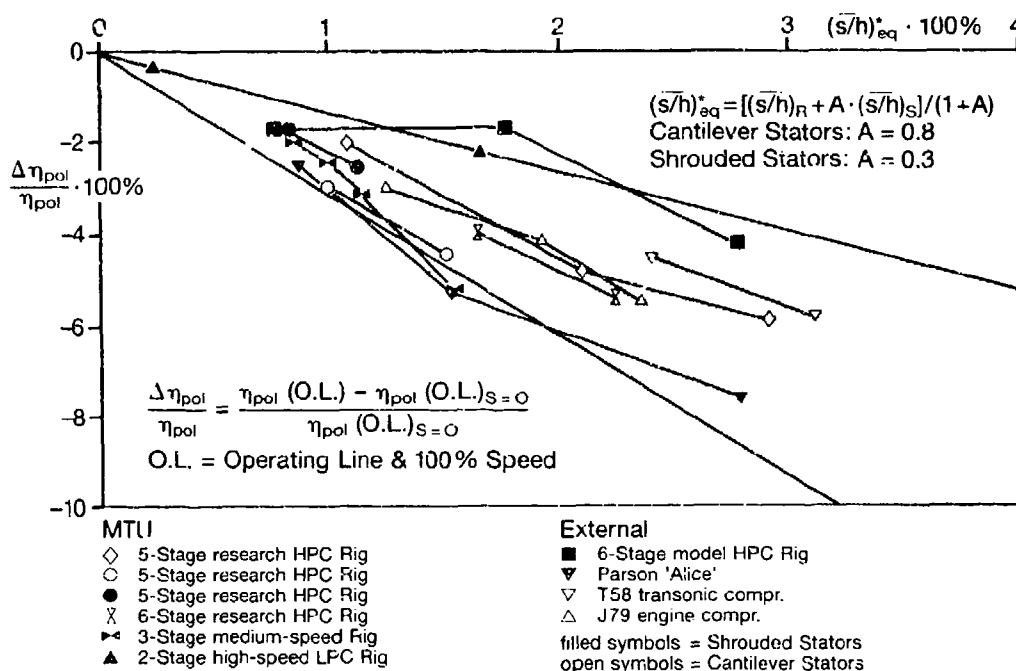 0 1 2 3 (s/h)*eq · 100% 4
0
-2
-4
-6
-8
-10
Δηpol/ηpol · 100%
(s/h)*eq = [(s/h)R + A · (s/h)S]/(1 + A)
Cantilever Stators: A = 0.8
Shrouded Stators: A = 0.3
Δηpol/ηpol = ηpol (O.L.) – ηpol (O.L.)S=O / ηpol (O.L.)S=O
O.L. = Operating Line & 100% Speed
MTU
5-Stage research HPC Rig
5-Stage research HPC Rig
5-Stage research HPC Rig
6-Stage research HPC Rig
3-Stage medium-speed Rig
2-Stage high-speed LPC Rig
External
6-Stage model HPC Rig
Parson 'Alice'
T58 transonic compr.
J79 engine compr.
filled symbols = Shrouded Stators
open symbols = Cantilever Stators